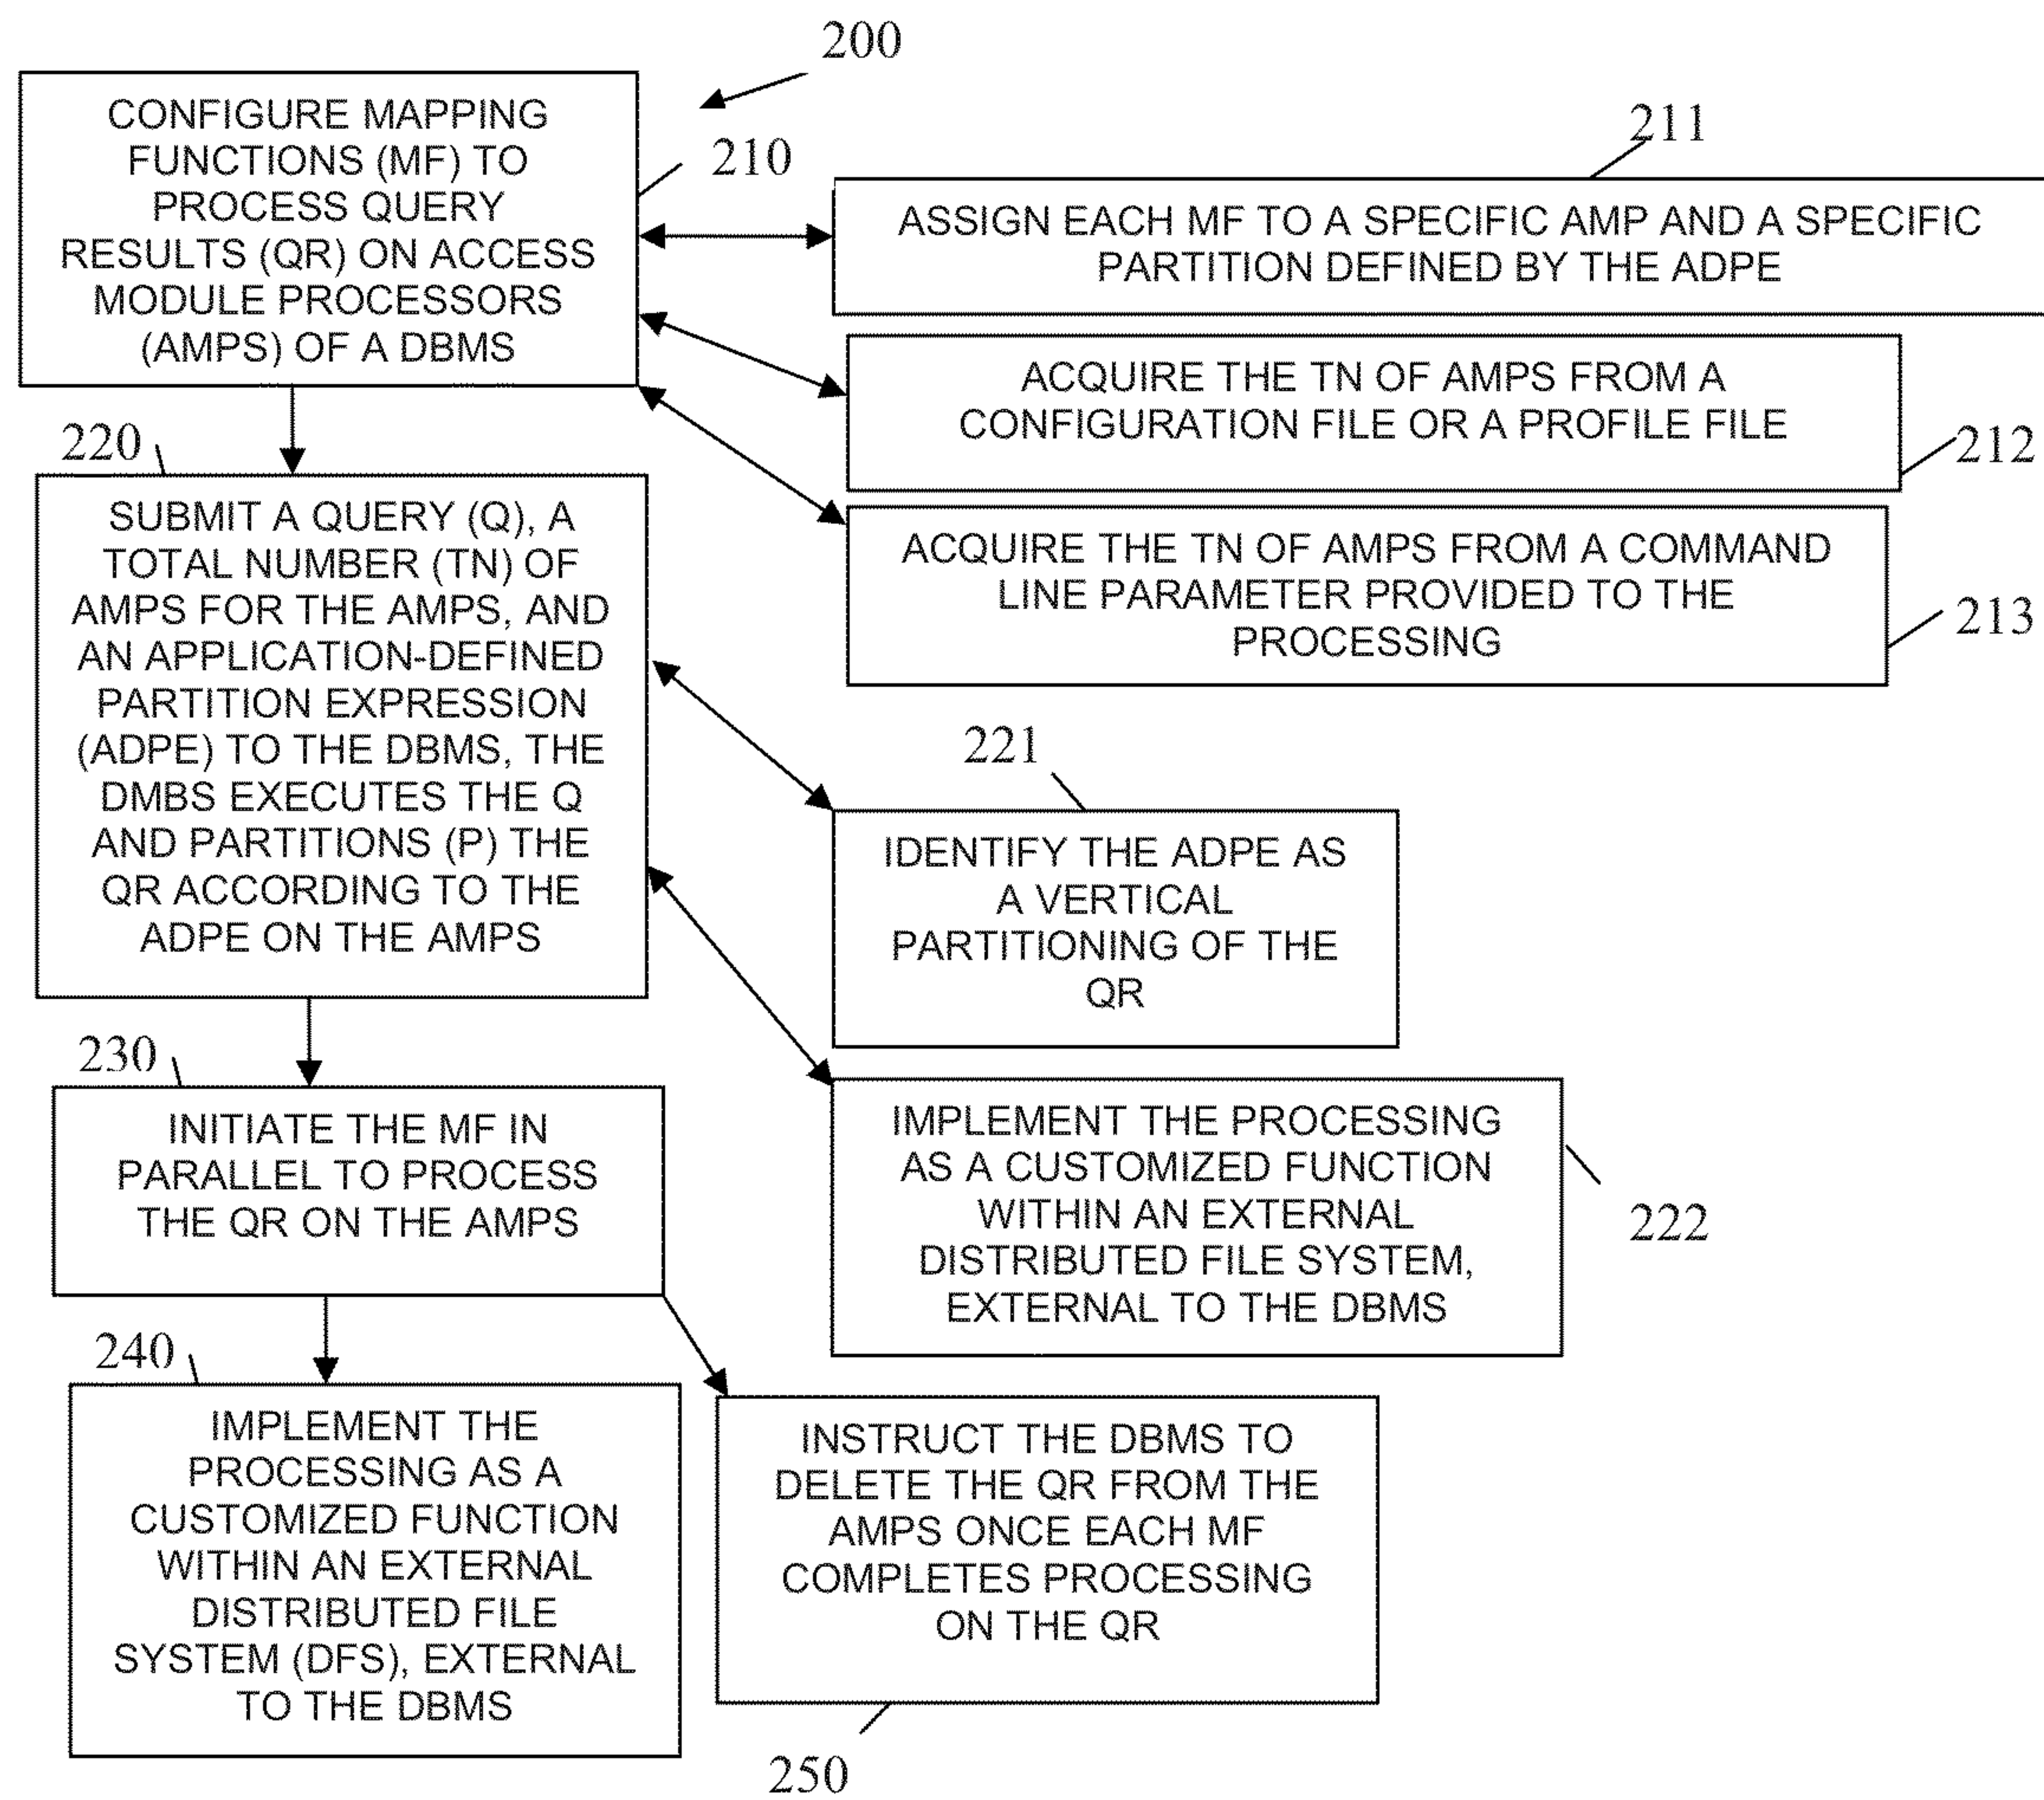 200
CONFIGURE MAPPING
FUNCTIONS (MF) TO
PROCESS QUERY
RESULTS (QR) ON ACCESS
MODULE PROCESSORS
(AMPS) OF A DBMS
210
211
ASSIGN EACH MF TO A SPECIFIC AMP AND A SPECIFIC
PARTITION DEFINED BY THE ADPE
ACQUIRE THE TN OF AMPS FROM A
CONFIGURATION FILE OR A PROFILE FILE
212
ACQUIRE THE TN OF AMPS FROM A COMMAND
LINE PARAMETER PROVIDED TO THE
PROCESSING
213
220
SUBMIT A QUERY (Q), A
TOTAL NUMBER (TN) OF
AMPS FOR THE AMPS, AND
AN APPLICATION-DEFINED
PARTITION EXPRESSION
(ADPE) TO THE DBMS, THE
DMBS EXECUTES THE Q
AND PARTITIONS (P) THE
QR ACCORDING TO THE
ADPE ON THE AMPS
221
IDENTIFY THE ADPE AS
A VERTICAL
PARTITIONING OF THE
QR
IMPLEMENT THE PROCESSING
AS A CUSTOMIZED FUNCTION
WITHIN AN EXTERNAL
DISTRIBUTED FILE SYSTEM,
EXTERNAL TO THE DBMS
222
230
INITIATE THE MF IN
PARALLEL TO PROCESS
THE QR ON THE AMPS
240
IMPLEMENT THE
PROCESSING AS A
CUSTOMIZED FUNCTION
WITHIN AN EXTERNAL
DISTRIBUTED FILE
SYSTEM (DFS), EXTERNAL
TO THE DBMS
INSTRUCT THE DBMS TO
DELETE THE QR FROM THE
AMPS ONCE EACH MF
COMPLETES PROCESSING
ON THE QR
250